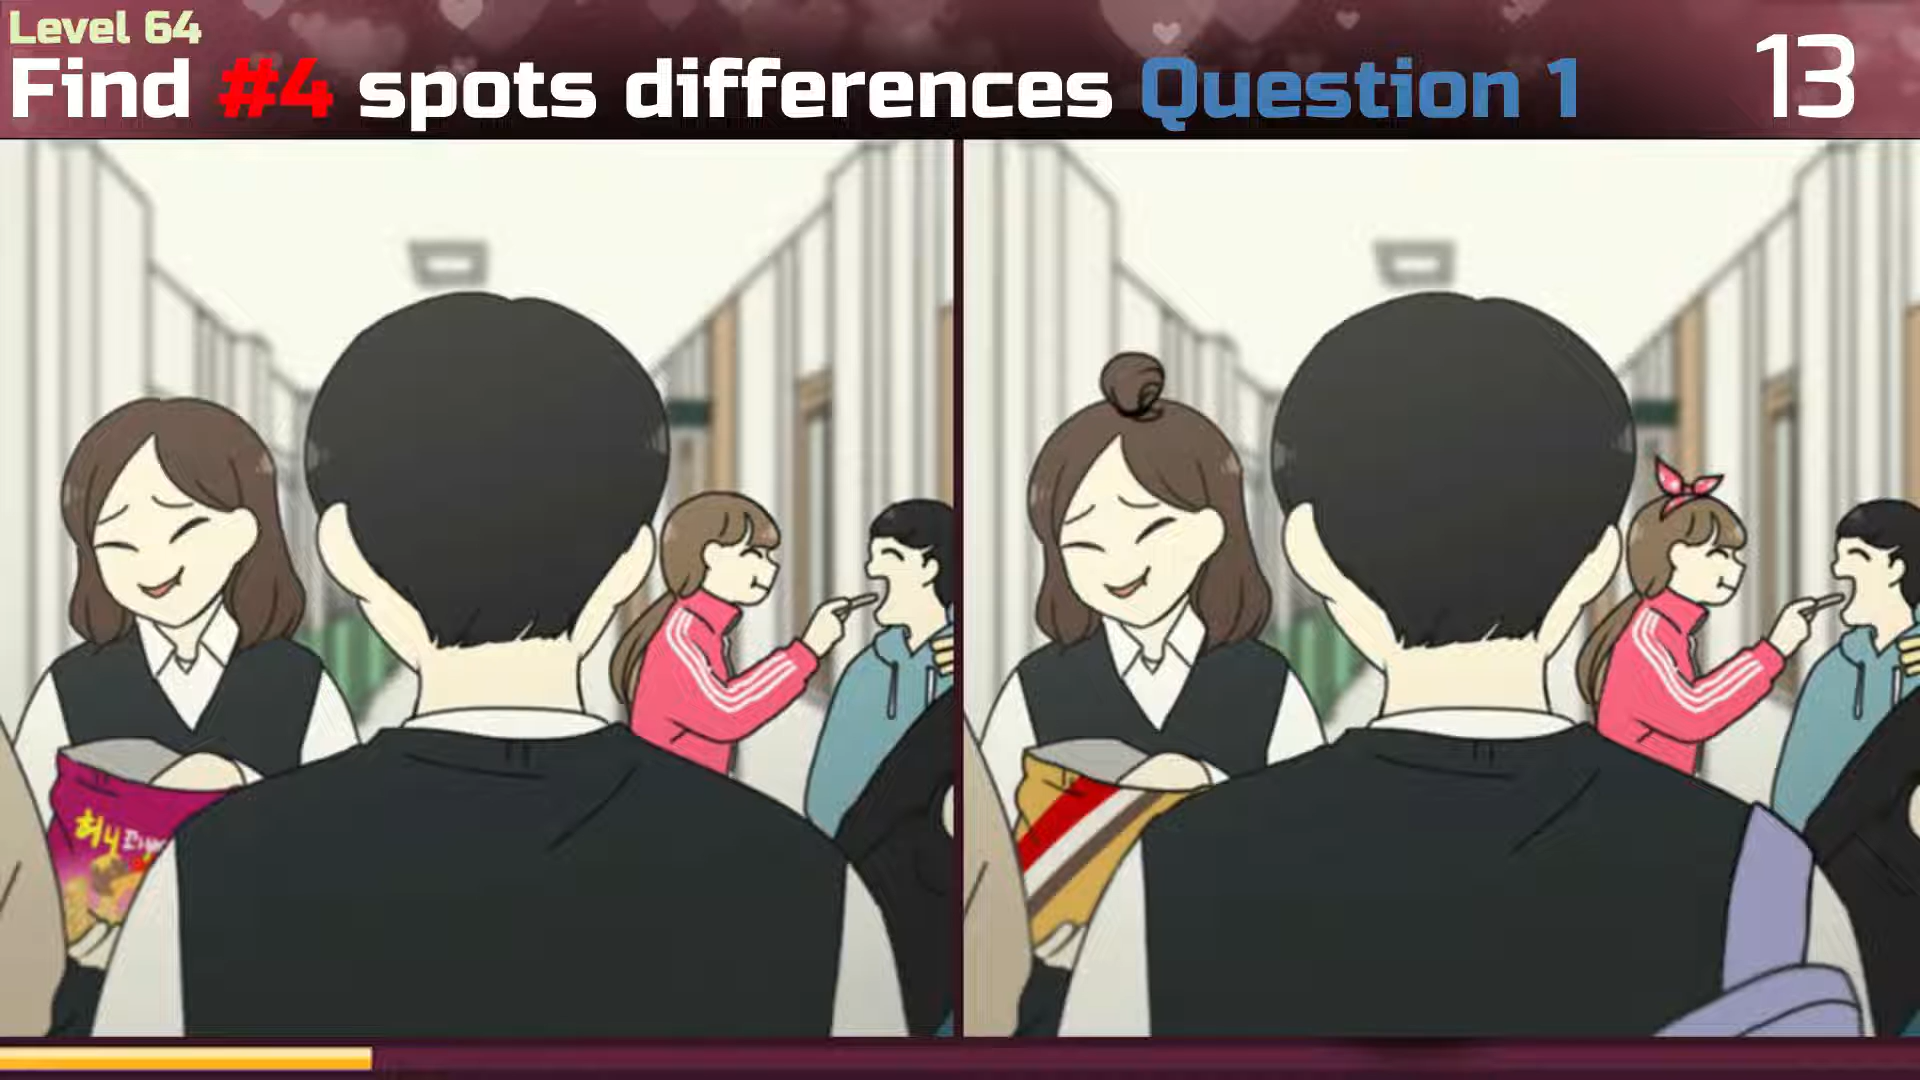 Level 64
Find #4 spots differences Question 1
13
허니